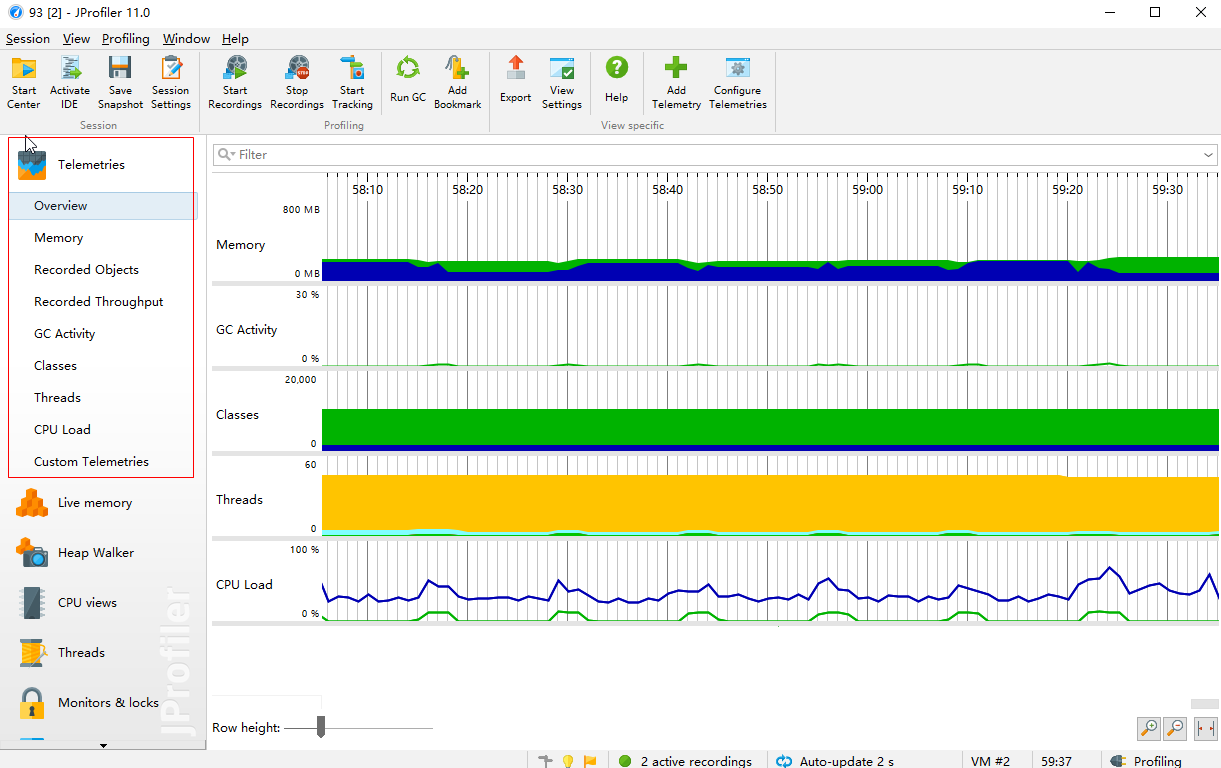 93 [2] - JProfiler 11.0
Session View Profiling Window Help
Start Center
Activate IDE
Save Snapshot
Session Settings
Start Recordings
Stop Recordings
Start Tracking
Run GC
Add Bookmark
Export
View Settings
Help
Add Telemetry
Configure Telemetries
Session
Profiling
View specific
Telemetries
Overview
Memory
Recorded Objects
Recorded Throughput
GC Activity
Classes
Threads
CPU Load
Custom Telemetries
Live memory
Heap Walker
CPU views
Threads
Monitors & locks
JProfiler
Filter
58:10 58:20 58:30 58:40 58:50 59:00 59:10 59:20 59:30
800 MB
Memory
0 MB
30 %
GC Activity
0 %
20,000
Classes
0
60
Threads
0
100 %
CPU Load
0 %
Row height:
2 active recordings
Auto-update 2 s
VM #2
59:37
Profiling